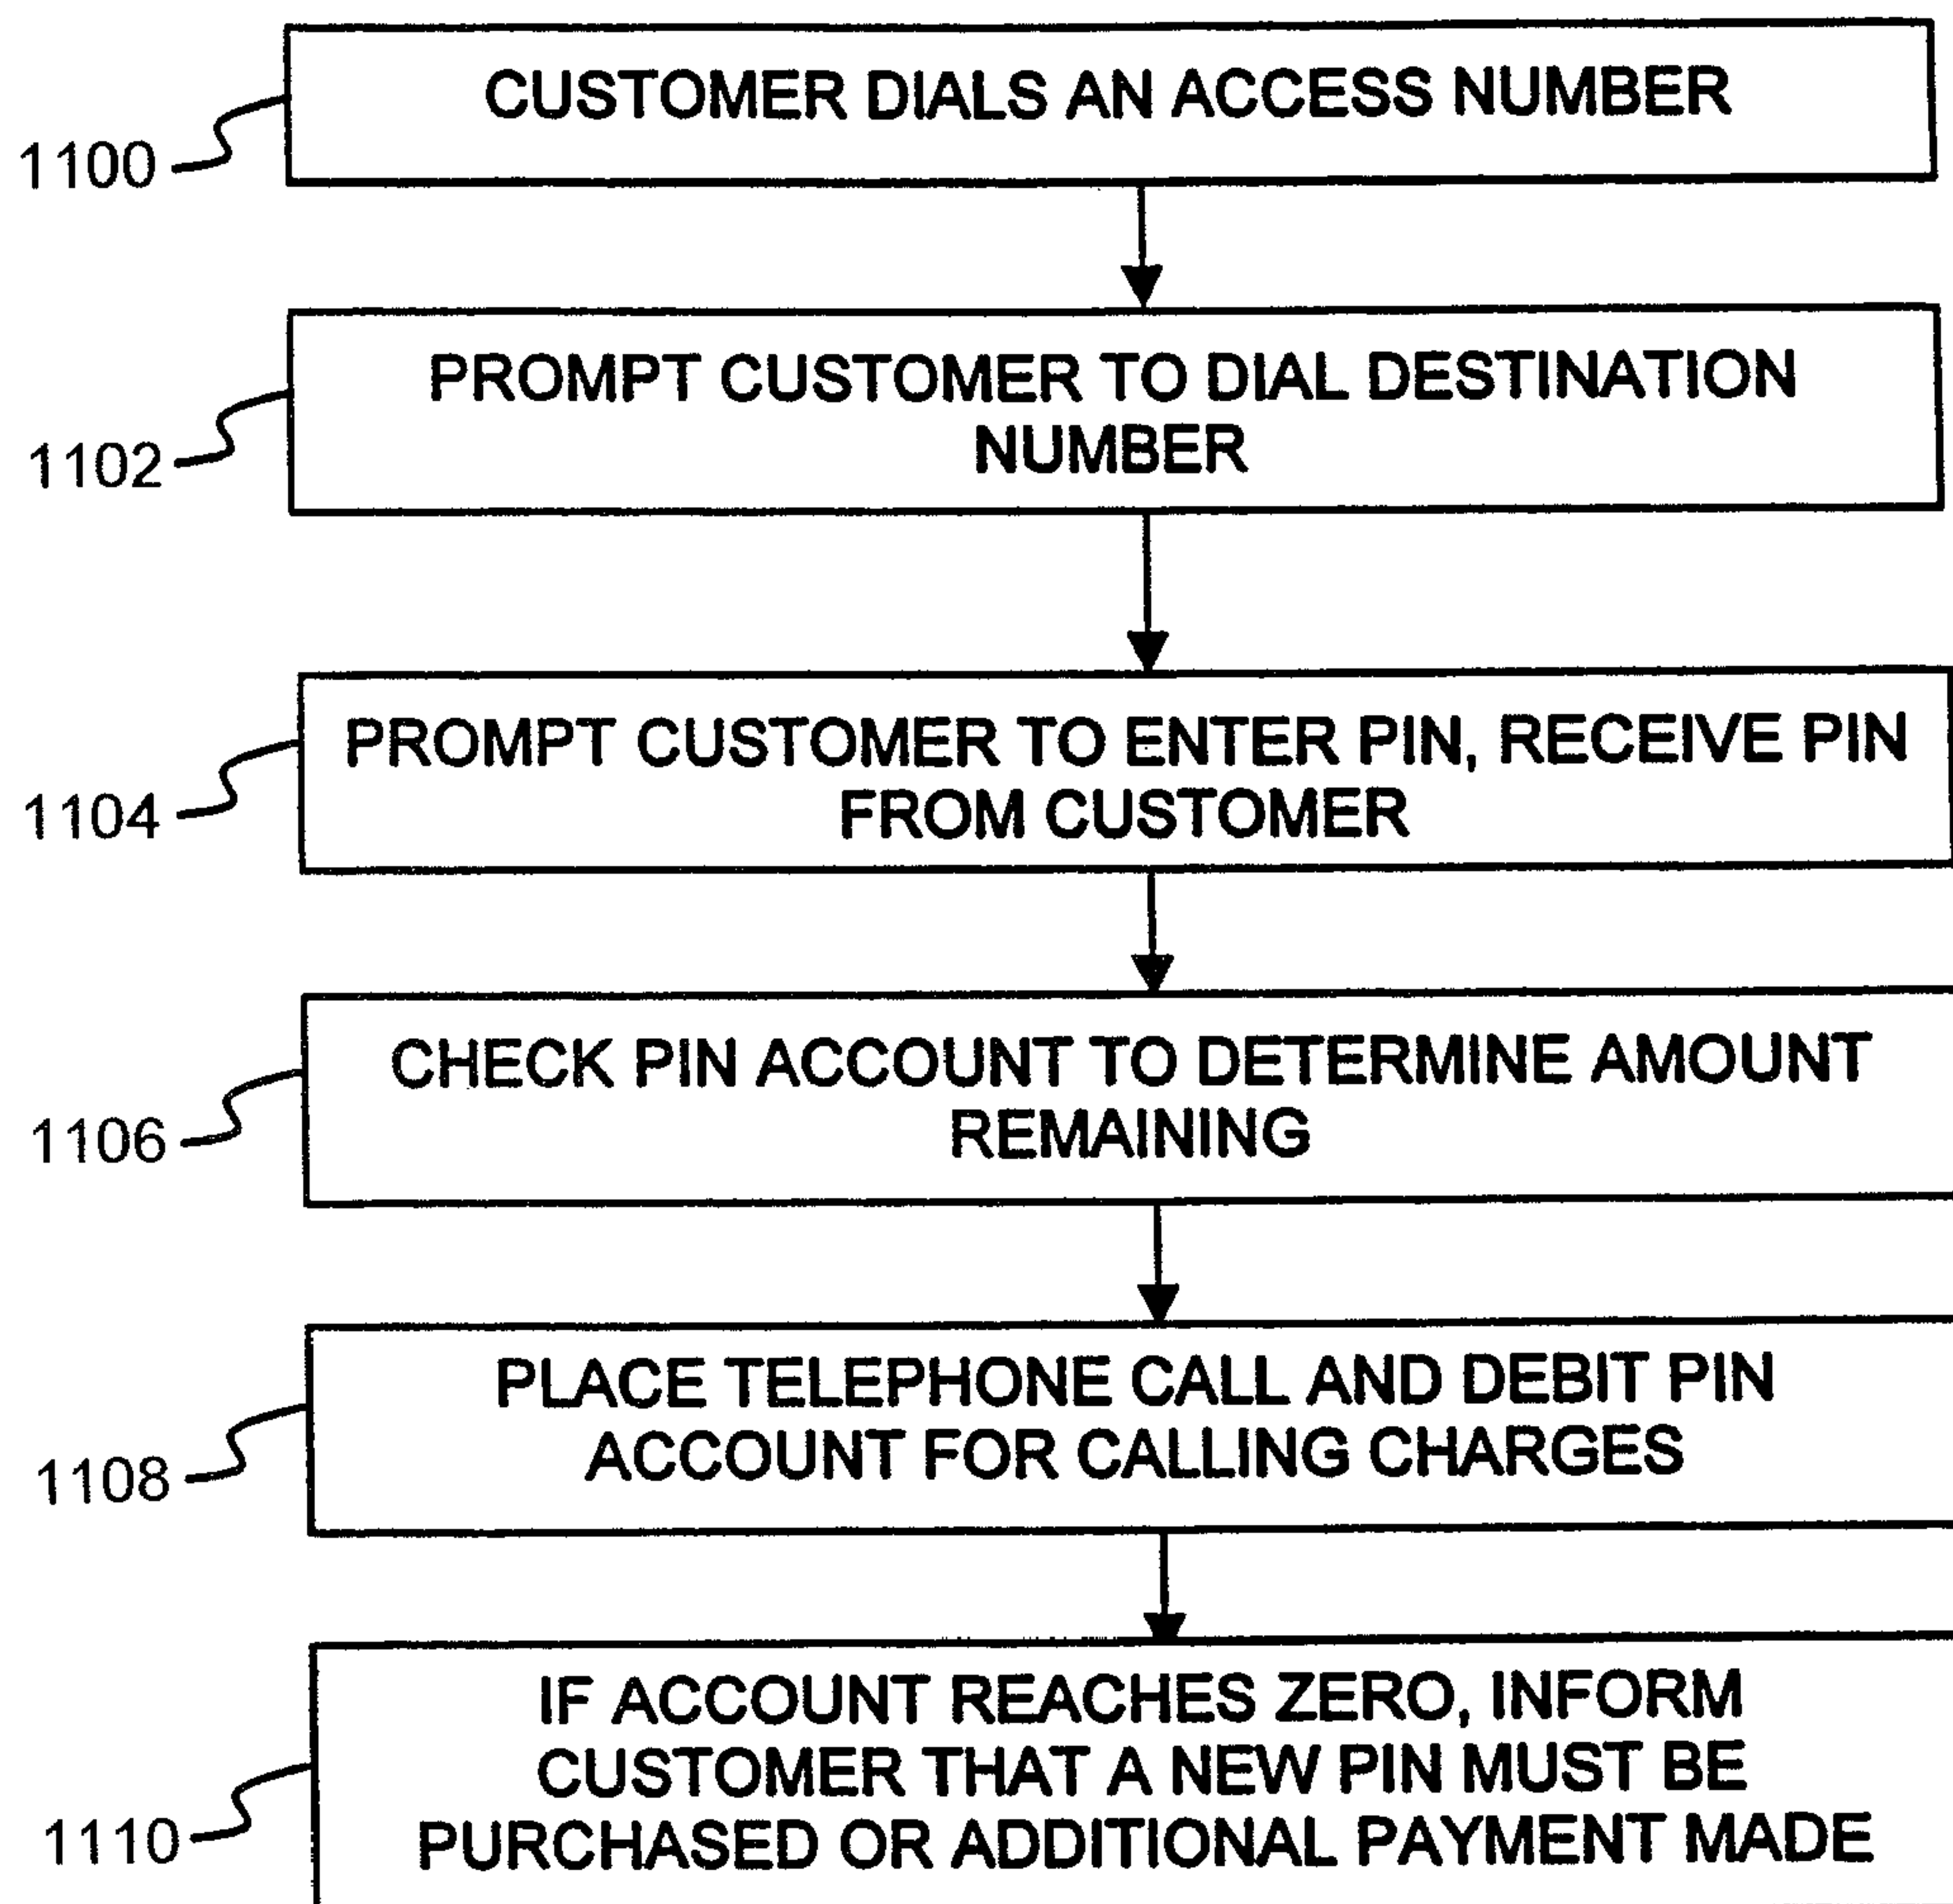 CUSTOMER DIALS AN ACCESS NUMBER
1100
PROMPT CUSTOMER TO DIAL DESTINATION
NUMBER
1102
PROMPT CUSTOMER TO ENTER PIN, RECEIVE PIN
FROM CUSTOMER
1104
CHECK PIN ACCOUNT TO DETERMINE AMOUNT
REMAINING
1106
PLACE TELEPHONE CALL AND DEBIT PIN
ACCOUNT FOR CALLING CHARGES
1108
IF ACCOUNT REACHES ZERO, INFORM
CUSTOMER THAT A NEW PIN MUST BE
PURCHASED OR ADDITIONAL PAYMENT MADE
1110